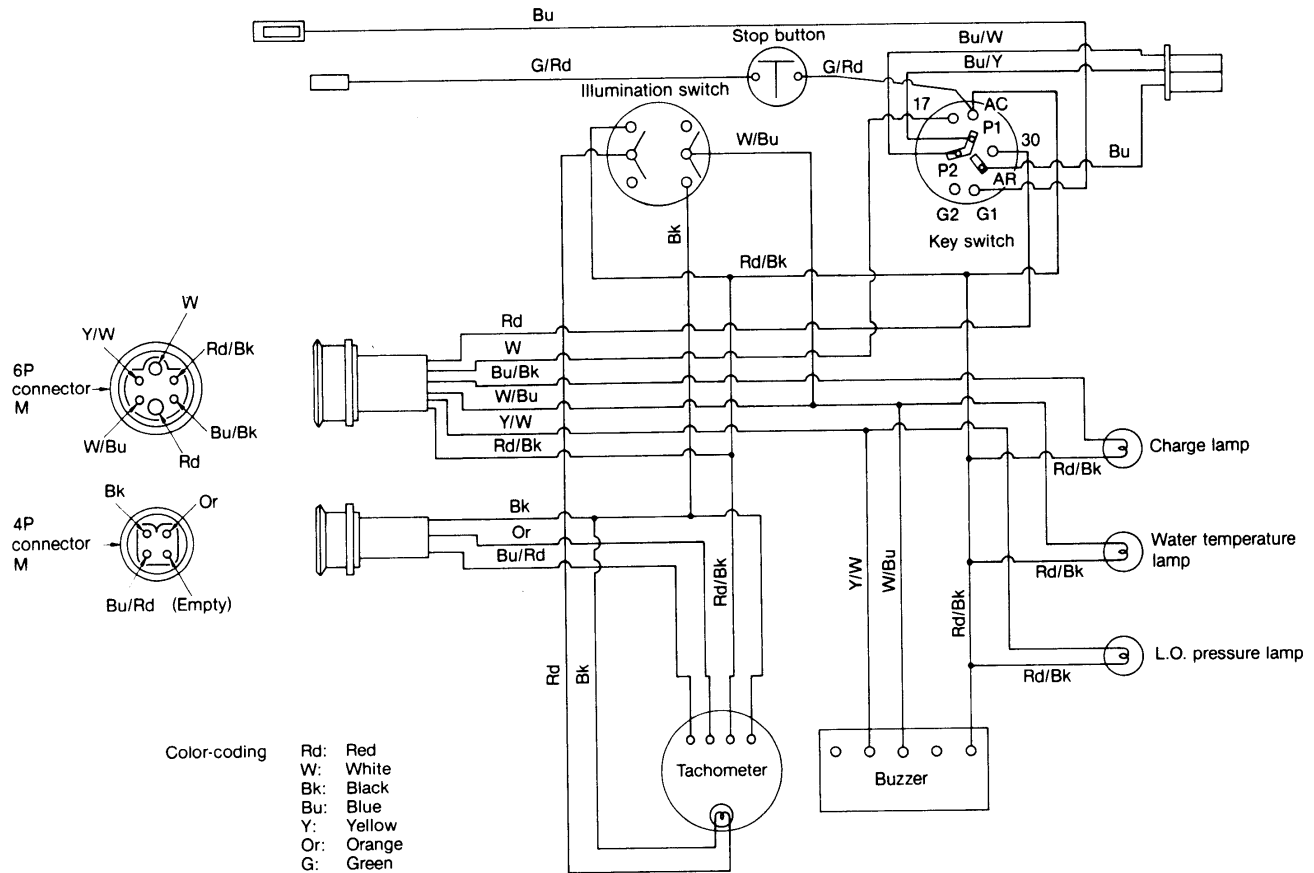 Bu
Stop button
Bu/W
Bu/Y
G/Rd
G/Rd
Illumination switch
17
AC
P1
30
W/Bu
Bu
P2
AR
G2
G1
Key switch
Bk
Rd/Bk
W
Y/W
Rd/Bk
6P
connector
M
W/Bu
Bu/Bk
Rd
Rd
W
Bu/Bk
W/Bu
Y/W
Rd/Bk
Charge lamp
Rd/Bk
Bk
Or
4P
connector
M
Bu/Rd
(Empty)
Bk
Or
Bu/Rd
Water temperature
lamp
Rd/Bk
Rd/Bk
Y/W
W/Bu
Rd/Bk
L.O. pressure lamp
Rd/Bk
Rd
Bk
Tachometer
Buzzer
Color-coding
Rd: Red
W: White
Bk: Black
Bu: Blue
Y: Yellow
Or: Orange
G: Green